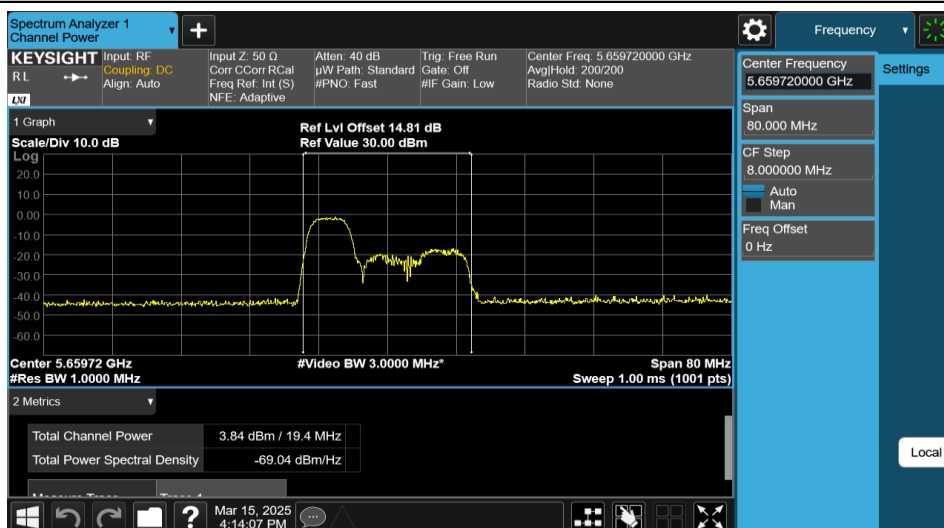 Spectrum Analyzer 1
Channel Power
Frequency
KEYSIGHT
R L
LXI
Input: RF
Coupling: DC
Align: Auto
Input Z: 50 Ω
Corr CCorr RCal
Freq Ref: Int (S)
NFE: Adaptive
Atten: 40 dB
µW Path: Standard
#PNO: Fast
Trig: Free Run
Gate: Off
#IF Gain: Low
Center Freq: 5.659720000 GHz
Avg|Hold: 200/200
Radio Std: None
Center Frequency
5.659720000 GHz
Settings
Span
80.000 MHz
CF Step
8.000000 MHz
Auto
Man
Freq Offset
0 Hz
Local
1 Graph
Scale/Div 10.0 dB
Ref Lvl Offset 14.81 dB
Ref Value 30.00 dBm
Log
20.0
10.0
0.00
-10.0
-20.0
-30.0
-40.0
-50.0
-60.0
Center 5.65972 GHz
#Video BW 3.0000 MHz*
Span 80 MHz
#Res BW 1.0000 MHz
Sweep 1.00 ms (1001 pts)
2 Metrics
Total Channel Power 3.84 dBm / 19.4 MHz
Total Power Spectral Density -69.04 dBm/Hz
?
Mar 15, 2025
4:14:07 PM